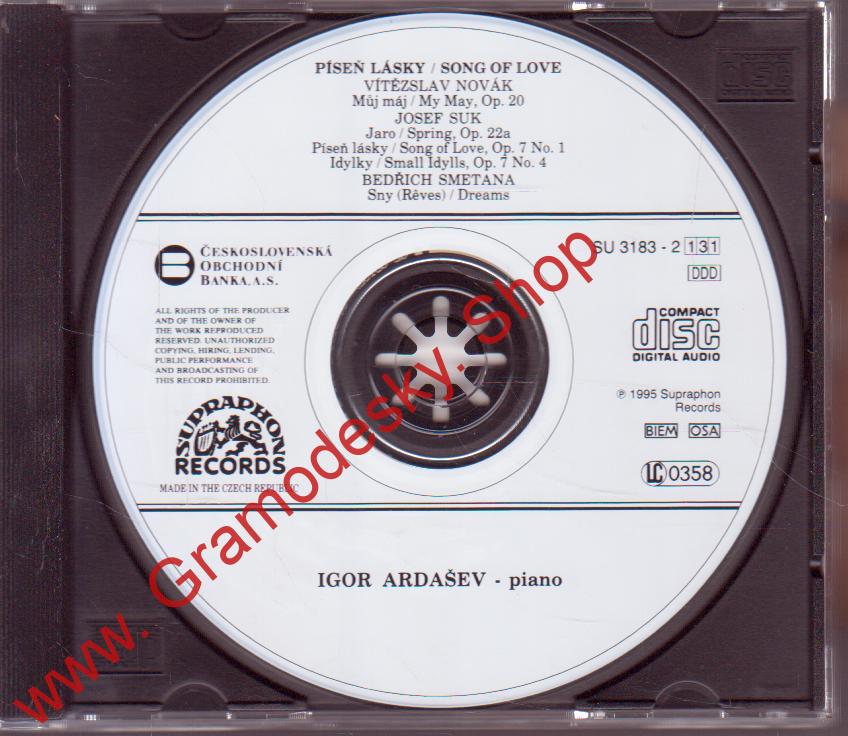 PÍSEŇ LÁSKY / SONG OF LOVE
VÍTĚZSLAV NOVÁK
Můj máj / My May, Op. 20
JOSEF SUK
Jaro / Spring, Op. 22a
Píseň lásky / Song of Love, Op. 7 No. 1
Idylky / Small Idylls, Op. 7 No. 4
BEDŘICH SMETANA
Sny (Rêves) / Dreams
ČESKOSLOVENSKÁ
OBCHODNÍ
BANKA, A.S.
ALL RIGHTS OF THE PRODUCER
AND OF THE OWNER OF
THE WORK REPRODUCED
RESERVED. UNAUTHORIZED
COPYING, HIRING, LENDING,
PUBLIC PERFORMANCE
AND BROADCASTING OF
THIS RECORD PROHIBITED.
SUPRAPHON
RECORDS
MADE IN THE CZECH REPUBLIC
SU 3183 - 2 131
DDD
COMPACT
disc
DIGITAL AUDIO
℗ 1995 Supraphon
Records
BIEM OSA
LC 0358
IGOR ARDAŠEV - piano
www. Gramodesky. Shop